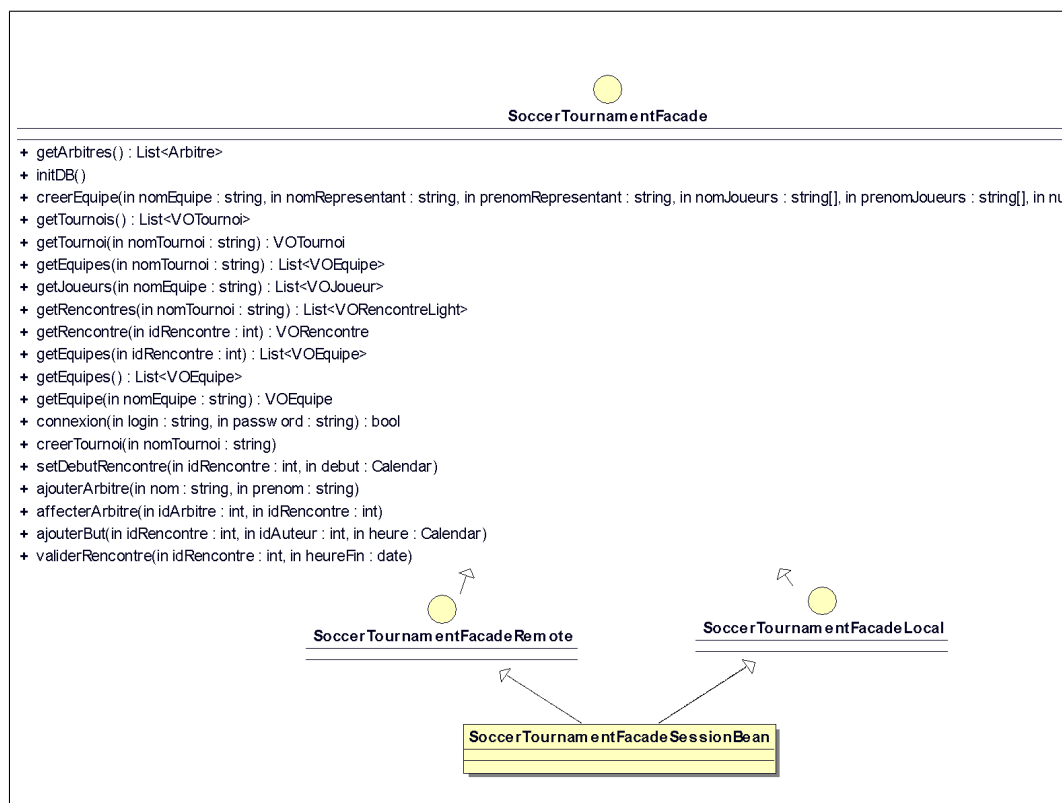 SoccerTournamentFacade
+ getArbitres() : List<Arbitre>
+ initDB()
+ creerEquipe(in nomEquipe : string, in nomRepresentant : string, in prenomRepresentant : string, in nomJoueurs : string[], in prenomJoueurs : string[], in nu
+ getTournois() : List<VOTournoi>
+ getTournoi(in nomTournoi : string) : VOTournoi
+ getEquipes(in nomTournoi : string) : List<VOEquipe>
+ getJoueurs(in nomEquipe : string) : List<VOJoueur>
+ getRencontres(in nomTournoi : string) : List<VORencontreLight>
+ getRencontre(in idRencontre : int) : VORencontre
+ getEquipes(in idRencontre : int) : List<VOEquipe>
+ getEquipes() : List<VOEquipe>
+ getEquipe(in nomEquipe : string) : VOEquipe
+ connexion(in login : string, in password : string) : bool
+ creerTournoi(in nomTournoi : string)
+ setDebutRencontre(in idRencontre : int, in debut : Calendar)
+ ajouterArbitre(in nom : string, in prenom : string)
+ affecterArbitre(in idArbitre : int, in idRencontre : int)
+ ajouterBut(in idRencontre : int, in idAuteur : int, in heure : Calendar)
+ validerRencontre(in idRencontre : int, in heureFin : date)
SoccerTournamentFacadeRemote
SoccerTournamentFacadeLocal
SoccerTournamentFacadeSessionBean